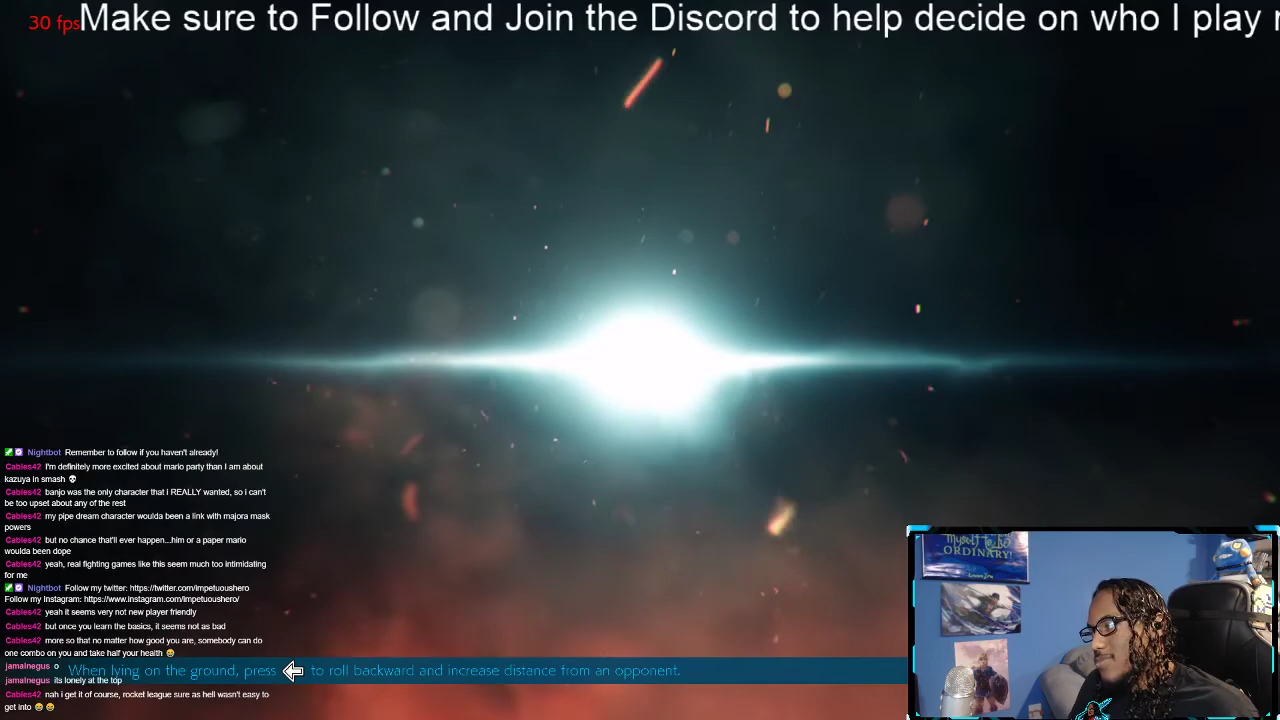 30 fps
Make sure to Follow and Join the Discord to help decide on who I play
Nightbot Remember to follow if you haven't already!
Cables42 I'm definitely more excited about mario party than I am about
kazuya in smash 💀
Cables42 banjo was the only character that i REALLY wanted, so i can't
be too upset about any of the rest
Cables42 my pipe dream character woulda been a link with majora mask
powers
Cables42 but no chance that'll ever happen...him or a paper mario
woulda been dope
Cables42 yeah, real fighting games like this seem much too intimidating
for me
Nightbot Follow my twitter: https://twitter.com/impetuoushero
Follow my Instagram: https://www.instagram.com/impetuoushero/
Cables42 yeah it seems very not new player friendly
Cables42 but once you learn the basics, it seems not as bad
Cables42 more so that no matter how good you are, somebody can do
one combo on you and take half your health
jamalnegus o
jamalnegus its lonely at the top
Cables42 nah i get it of course, rocket league sure as hell wasn't easy to
get into
When lying on the ground, press ⇦ to roll backward and increase distance from an opponent.
Myself to be
ORDINARY!